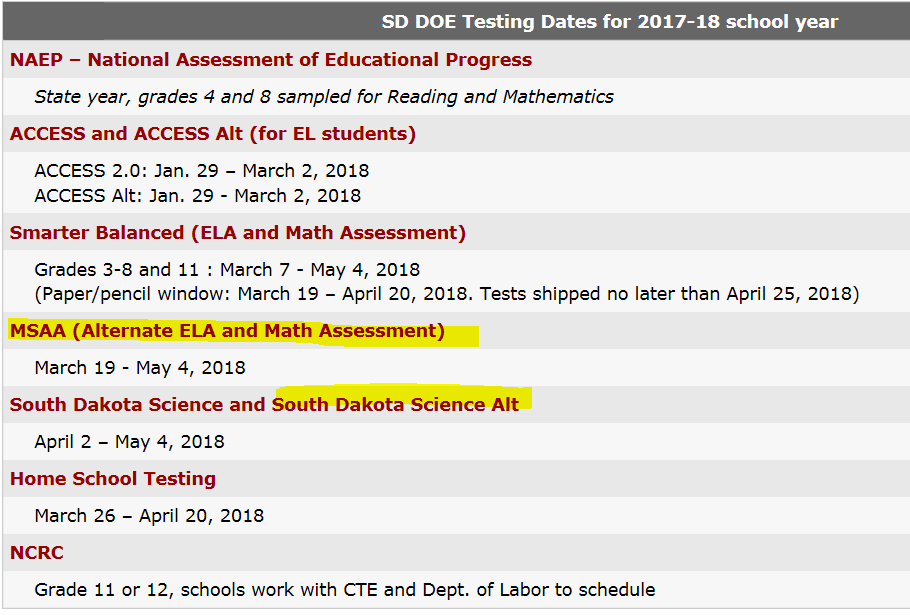 SD DOE Testing Dates for 2017-18 school year
NAEP – National Assessment of Educational Progress
State year, grades 4 and 8 sampled for Reading and Mathematics
ACCESS and ACCESS Alt (for EL students)
ACCESS 2.0: Jan. 29 – March 2, 2018
ACCESS Alt: Jan. 29 - March 2, 2018
Smarter Balanced (ELA and Math Assessment)
Grades 3-8 and 11 : March 7 - May 4, 2018
(Paper/pencil window: March 19 – April 20, 2018. Tests shipped no later than April 25, 2018)
MSAA (Alternate ELA and Math Assessment)
March 19 - May 4, 2018
South Dakota Science and South Dakota Science Alt
April 2 – May 4, 2018
Home School Testing
March 26 – April 20, 2018
NCRC
Grade 11 or 12, schools work with CTE and Dept. of Labor to schedule